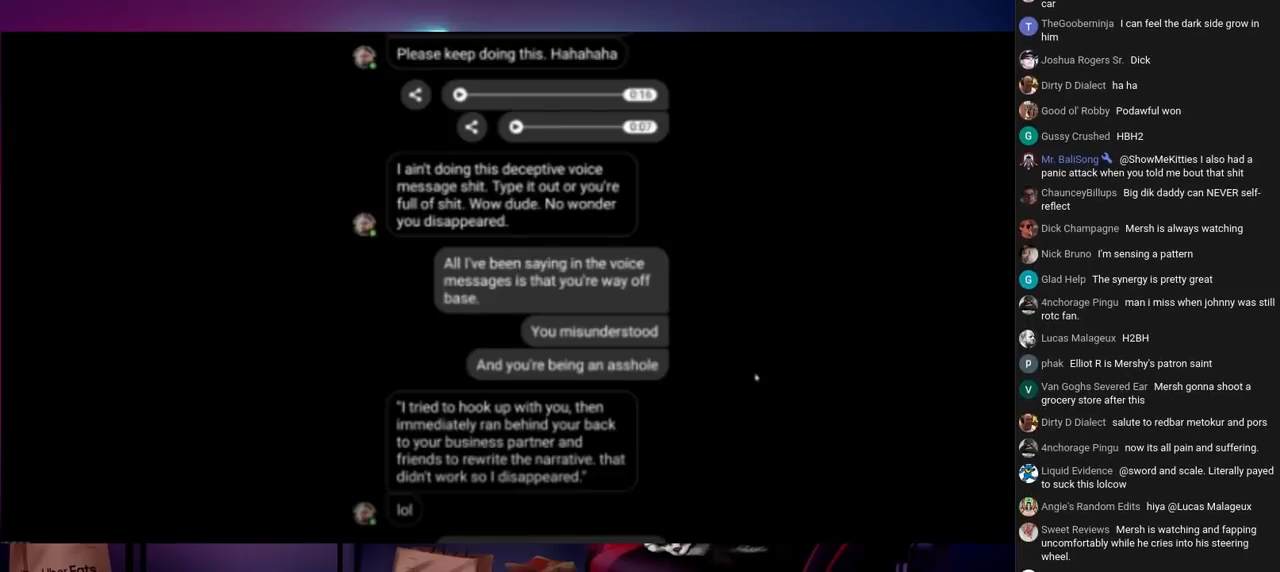 Please keep doing this. Hahahaha
0:16
0:07
I ain't doing this deceptive voice
message shit. Type it out or you're
full of shit. Wow dude. No wonder
you disappeared.
All I've been saying in the voice
messages is that you're way off
base.
You misunderstood
And you're being an asshole
"I tried to hook up with you, then
immediately ran behind your back
to your business partner and
friends to rewrite the narrative. that
didn't work so I disappeared."
lol
Uber Eats
car
T TheGooberninja I can feel the dark side grow in
him
Joshua Rogers Sr. Dick
Dirty D Dialect ha ha
Good ol' Robby Podawful won
G Gussy Crushed HBH2
Mr. BaliSong @ShowMeKitties I also had a
panic attack when you told me bout that shit
ChaunceyBillups Big dik daddy can NEVER self-
reflect
Dick Champagne Mersh is always watching
Nick Bruno I'm sensing a pattern
G Glad Help The synergy is pretty great
4nchorage Pingu man i miss when johnny was still
rotc fan.
Lucas Malageux H2BH
p phak Elliot R is Mershy's patron saint
V Van Goghs Severed Ear Mersh gonna shoot a
grocery store after this
Dirty D Dialect salute to redbar metokur and pors
4nchorage Pingu now its all pain and suffering.
Liquid Evidence @sword and scale. Literally payed
to suck this lolcow
Angie's Random Edits hiya @Lucas Malageux
Sweet Reviews Mersh is watching and fapping
uncomfortably while he cries into his steering
wheel.